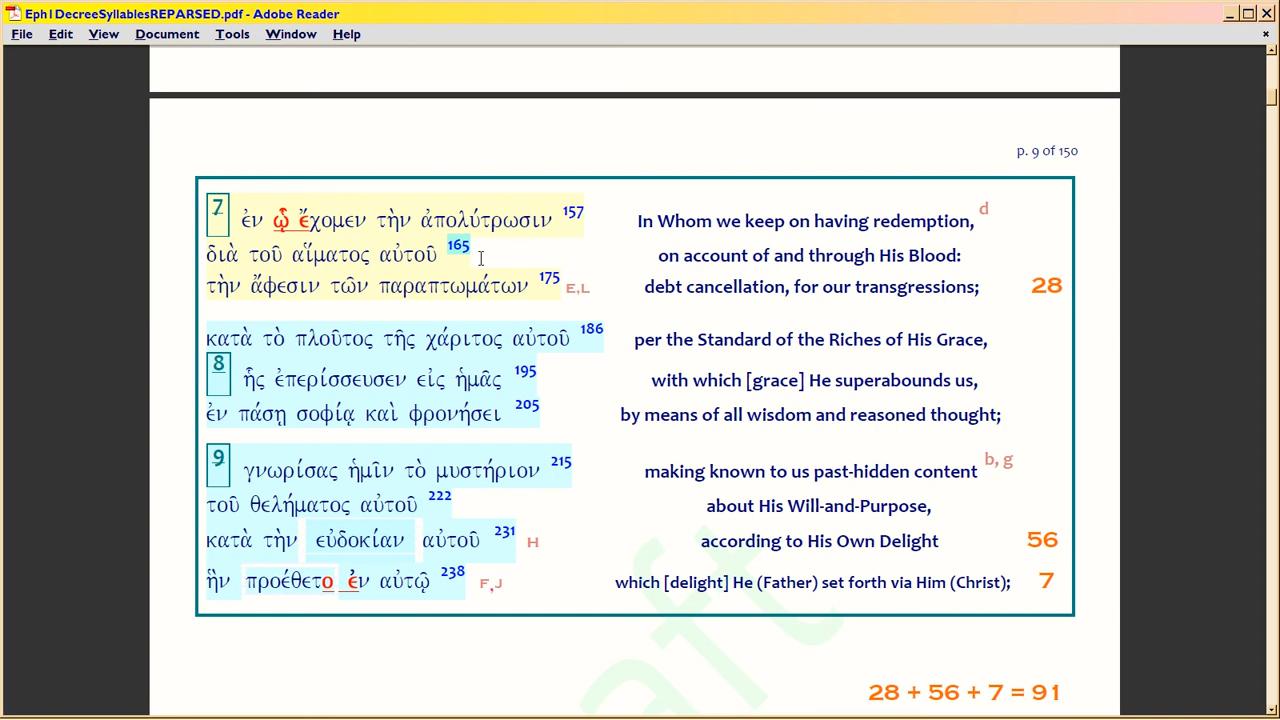 Eph1DecreeSyllablesREPARSED.pdf - Adobe Reader
File Edit View Document Tools Window Help
p. 9 of 150
7 ἐν ᾧ ἔχομεν τὴν ἀπολύτρωσιν 157 In Whom we keep on having redemption, d
διὰ τοῦ αἵματος αὐτοῦ 165 on account of and through His Blood:
τὴν ἄφεσιν τῶν παραπτωμάτων 175 E,L debt cancellation, for our transgressions; 28
κατὰ τὸ πλοῦτος τῆς χάριτος αὐτοῦ 186 per the Standard of the Riches of His Grace,
8 ἧς ἐπερίσσευσεν εἰς ἡμᾶς 195 with which [grace] He superabounds us,
ἐν πάσῃ σοφίᾳ καὶ φρονήσει 205 by means of all wisdom and reasoned thought;
9 γνωρίσας ἡμῖν τὸ μυστήριον 215 making known to us past-hidden content b, g
τοῦ θελήματος αὐτοῦ 222 about His Will-and-Purpose,
κατὰ τὴν εὐδοκίαν αὐτοῦ 231 H according to His Own Delight 56
ἣν προέθετο ἐν αὐτῷ 238 F,J which [delight] He (Father) set forth via Him (Christ); 7
28 + 56 + 7 = 91